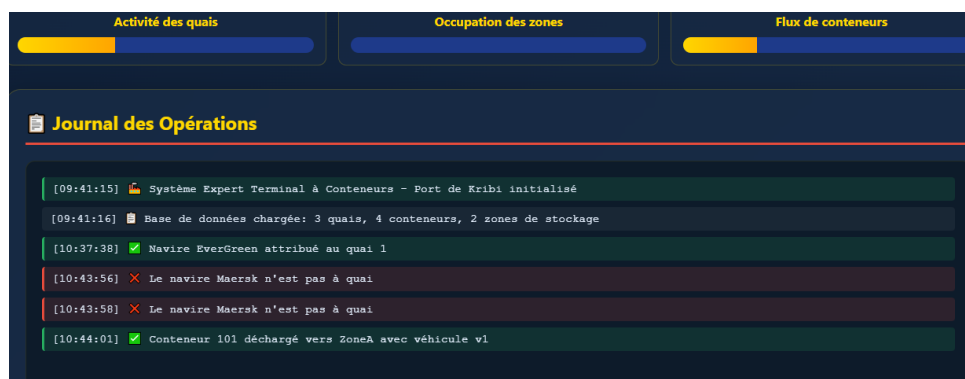 Activité des quais
Occupation des zones
Flux de conteneurs
📋 Journal des Opérations
[09:41:15] 🏗️ Système Expert Terminal à Conteneurs - Port de Kribi initialisé
[09:41:16] 📋 Base de données chargée: 3 quais, 4 conteneurs, 2 zones de stockage
[10:37:38] ✅ Navire EverGreen attribué au quai 1
[10:43:56] ❌ Le navire Maersk n'est pas à quai
[10:43:58] ❌ Le navire Maersk n'est pas à quai
[10:44:01] ✅ Conteneur 101 déchargé vers ZoneA avec véhicule v1